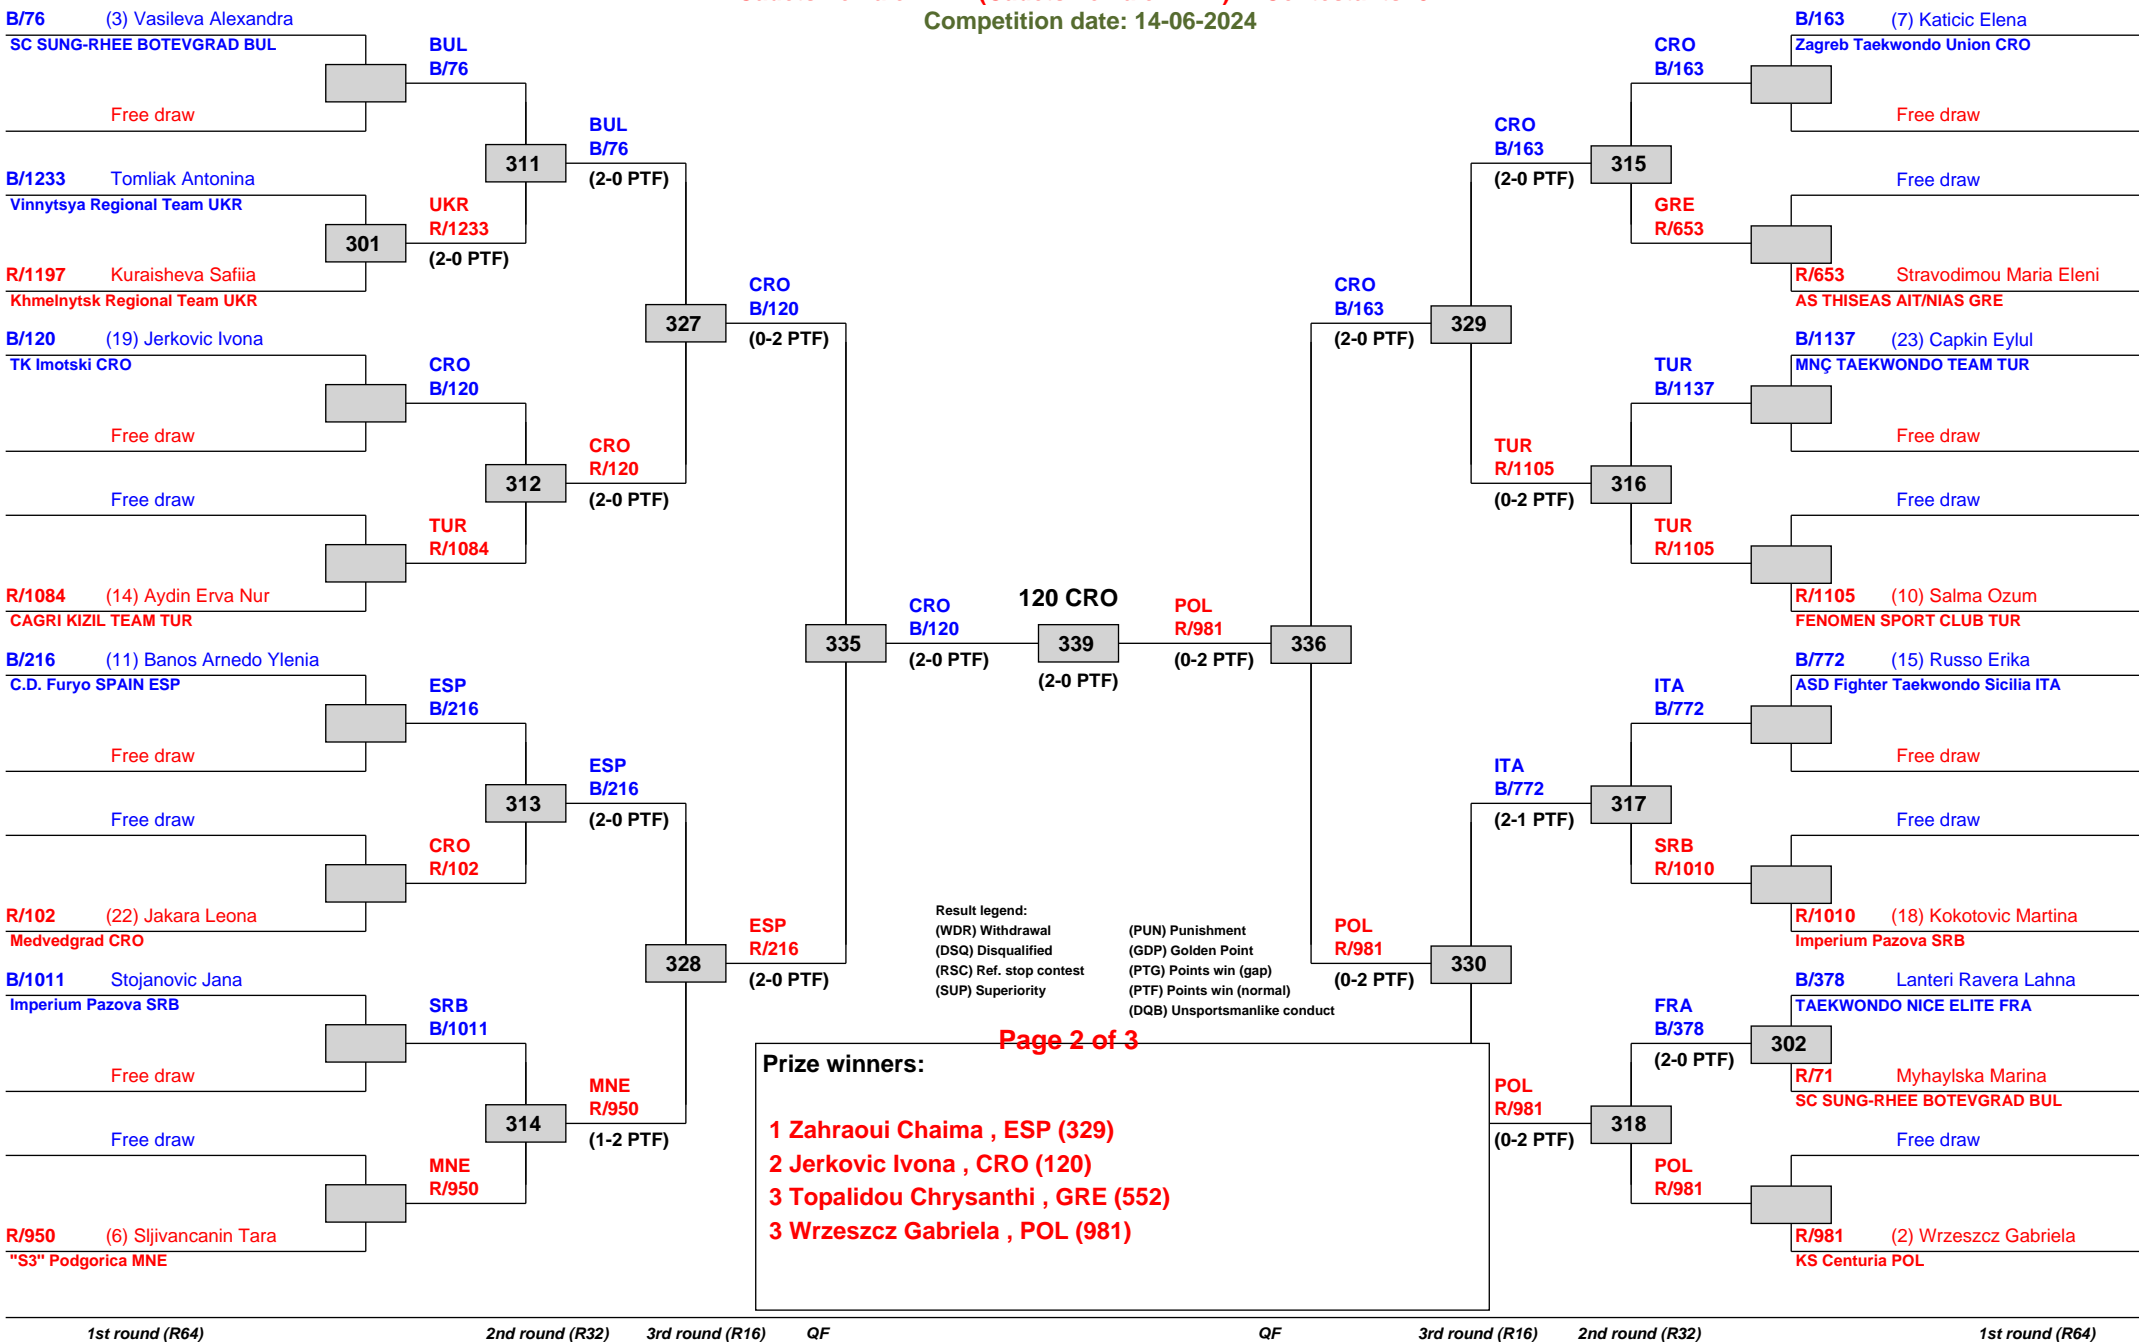 Competition date: 14-06-2024
B/76 (3) Vasileva Alexandra
SC SUNG-RHEE BOTEVGRAD BUL
Free draw
B/1233 Tomliak Antonina
Vinnytsya Regional Team UKR
301
R/1197 Kuraisheva Safiia
Khmelnytsk Regional Team UKR
B/120 (19) Jerkovic Ivona
TK Imotski CRO
Free draw
Free draw
R/1084 (14) Aydin Erva Nur
CAGRI KIZIL TEAM TUR
B/216 (11) Banos Arnedo Ylenia
C.D. Furyo SPAIN ESP
Free draw
Free draw
R/102 (22) Jakara Leona
Medvedgrad CRO
B/1011 Stojanovic Jana
Imperium Pazova SRB
Free draw
Free draw
R/950 (6) Sljivancanin Tara
"S3" Podgorica MNE
BUL
B/76
311
UKR
R/1233
(2-0 PTF)
CRO
B/120
312
TUR
R/1084
ESP
B/216
313
CRO
R/102
SRB
B/1011
314
MNE
R/950
BUL
B/76
(2-0 PTF)
327
CRO
R/120
(2-0 PTF)
ESP
B/216
(2-0 PTF)
328
MNE
R/950
(1-2 PTF)
CRO
B/120
(0-2 PTF)
335
ESP
R/216
(2-0 PTF)
CRO
B/120
(2-0 PTF)
120 CRO
339
(2-0 PTF)
POL
R/981
(0-2 PTF)
336
CRO
B/163
(2-0 PTF)
329
POL
R/981
(0-2 PTF)
330
CRO
B/163
(2-0 PTF)
315
TUR
R/1105
(0-2 PTF)
316
ITA
B/772
(2-1 PTF)
317
POL
R/981
(0-2 PTF)
318
CRO
B/163
GRE
R/653
TUR
B/1137
TUR
R/1105
ITA
B/772
SRB
R/1010
FRA
B/378
(2-0 PTF)
302
POL
R/981
B/163 (7) Katicic Elena
Zagreb Taekwondo Union CRO
Free draw
Free draw
R/653 Stravodimou Maria Eleni
AS THISEAS AIT/NIAS GRE
B/1137 (23) Capkin Eylul
MNÇ TAEKWONDO TEAM TUR
Free draw
Free draw
R/1105 (10) Salma Ozum
FENOMEN SPORT CLUB TUR
B/772 (15) Russo Erika
ASD Fighter Taekwondo Sicilia ITA
Free draw
Free draw
R/1010 (18) Kokotovic Martina
Imperium Pazova SRB
B/378 Lanteri Ravera Lahna
TAEKWONDO NICE ELITE FRA
R/71 Myhaylska Marina
SC SUNG-RHEE BOTEVGRAD BUL
Free draw
R/981 (2) Wrzeszcz Gabriela
KS Centuria POL
Result legend:
(WDR) Withdrawal (PUN) Punishment
(DSQ) Disqualified (GDP) Golden Point
(RSC) Ref. stop contest (PTG) Points win (gap)
(SUP) Superiority (PTF) Points win (normal)
(DQB) Unsportsmanlike conduct
Page 2 of 3
Prize winners:
1 Zahraoui Chaima , ESP (329)
2 Jerkovic Ivona , CRO (120)
3 Topalidou Chrysanthi , GRE (552)
3 Wrzeszcz Gabriela , POL (981)
1st round (R64) 2nd round (R32) 3rd round (R16) QF QF 3rd round (R16) 2nd round (R32) 1st round (R64)